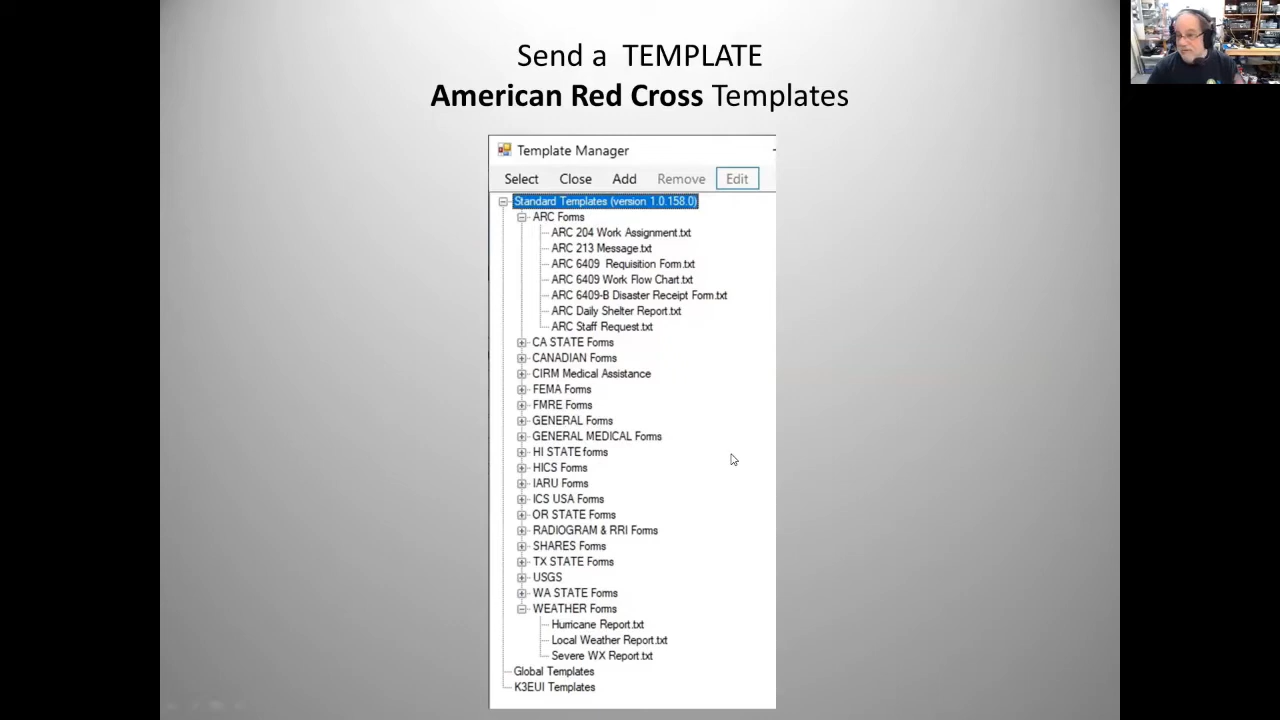 Send a TEMPLATE
American Red Cross Templates
Template Manager
Select Close Add Remove Edit
Standard Templates (version 1.0.158.0)
ARC Forms
ARC 204 Work Assignment.txt
ARC 213 Message.txt
ARC 6409 Requisition Form.txt
ARC 6409 Work Flow Chart.txt
ARC 6409-B Disaster Receipt Form.txt
ARC Daily Shelter Report.txt
ARC Staff Request.txt
CA STATE Forms
CANADIAN Forms
CIRM Medical Assistance
FEMA Forms
FMRE Forms
GENERAL Forms
GENERAL MEDICAL Forms
HI STATE forms
HICS Forms
IARU Forms
ICS USA Forms
OR STATE Forms
RADIOGRAM & RRI Forms
SHARES Forms
TX STATE Forms
USGS
WA STATE Forms
WEATHER Forms
Hurricane Report.txt
Local Weather Report.txt
Severe WX Report.txt
Global Templates
K3EUI Templates